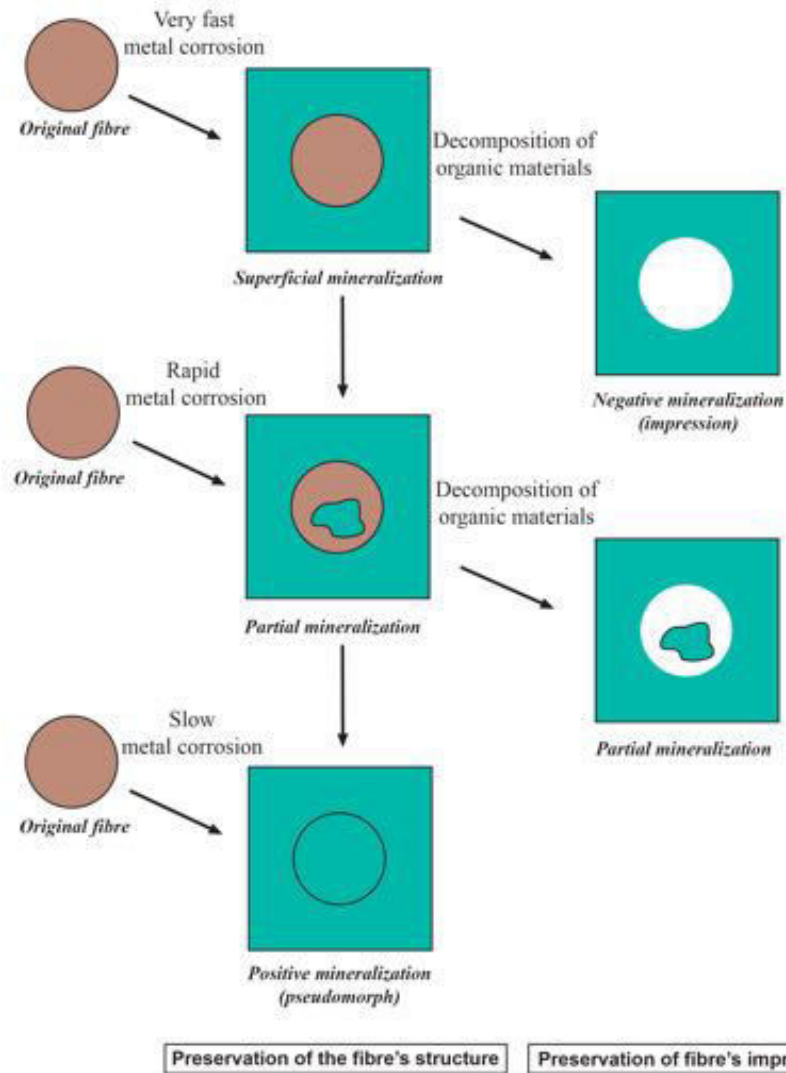 Very fast
metal corrosion
Original fibre
Decomposition of
organic materials
Superficial mineralization
Negative mineralization
(impression)
Rapid
metal corrosion
Original fibre
Decomposition of
organic materials
Partial mineralization
Partial mineralization
Slow
metal corrosion
Original fibre
Positive mineralization
(pseudomorph)
Preservation of the fibre's structure
Preservation of fibre's impr